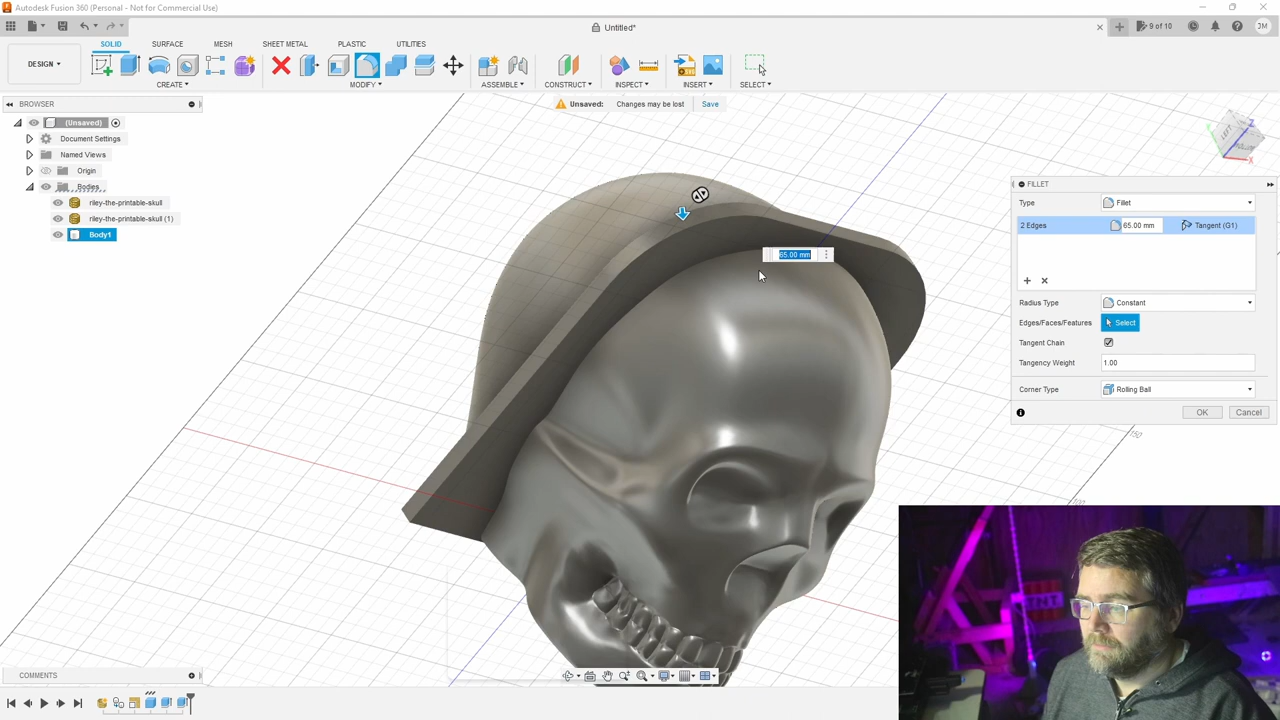 Autodesk Fusion 360 (Personal - Not for Commercial Use)
Untitled*
9 of 10
JM
DESIGN
SOLID
SURFACE
MESH
SHEET METAL
PLASTIC
UTILITIES
CREATE
MODIFY
ASSEMBLE
CONSTRUCT
INSPECT
INSERT
SELECT
BROWSER
Unsaved: Changes may be lost Save
(Unsaved)
Document Settings
Named Views
Origin
Bodies
riley-the-printable-skull
riley-the-printable-skull (1)
Body1
65.00 mm
FILLET
Type Fillet
2 Edges 65.00 mm Tangent (G1)
Radius Type Constant
Edges/Faces/Features Select
Tangent Chain
Tangency Weight 1.00
Corner Type Rolling Ball
OK Cancel
150
TNT
COMMENTS